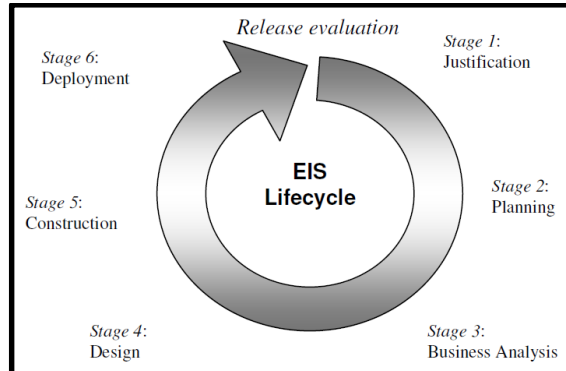 Release evaluation
Stage 1:
Justification
Stage 2:
Planning
Stage 3:
Business Analysis
Stage 4:
Design
Stage 5:
Construction
Stage 6:
Deployment
EIS
Lifecycle